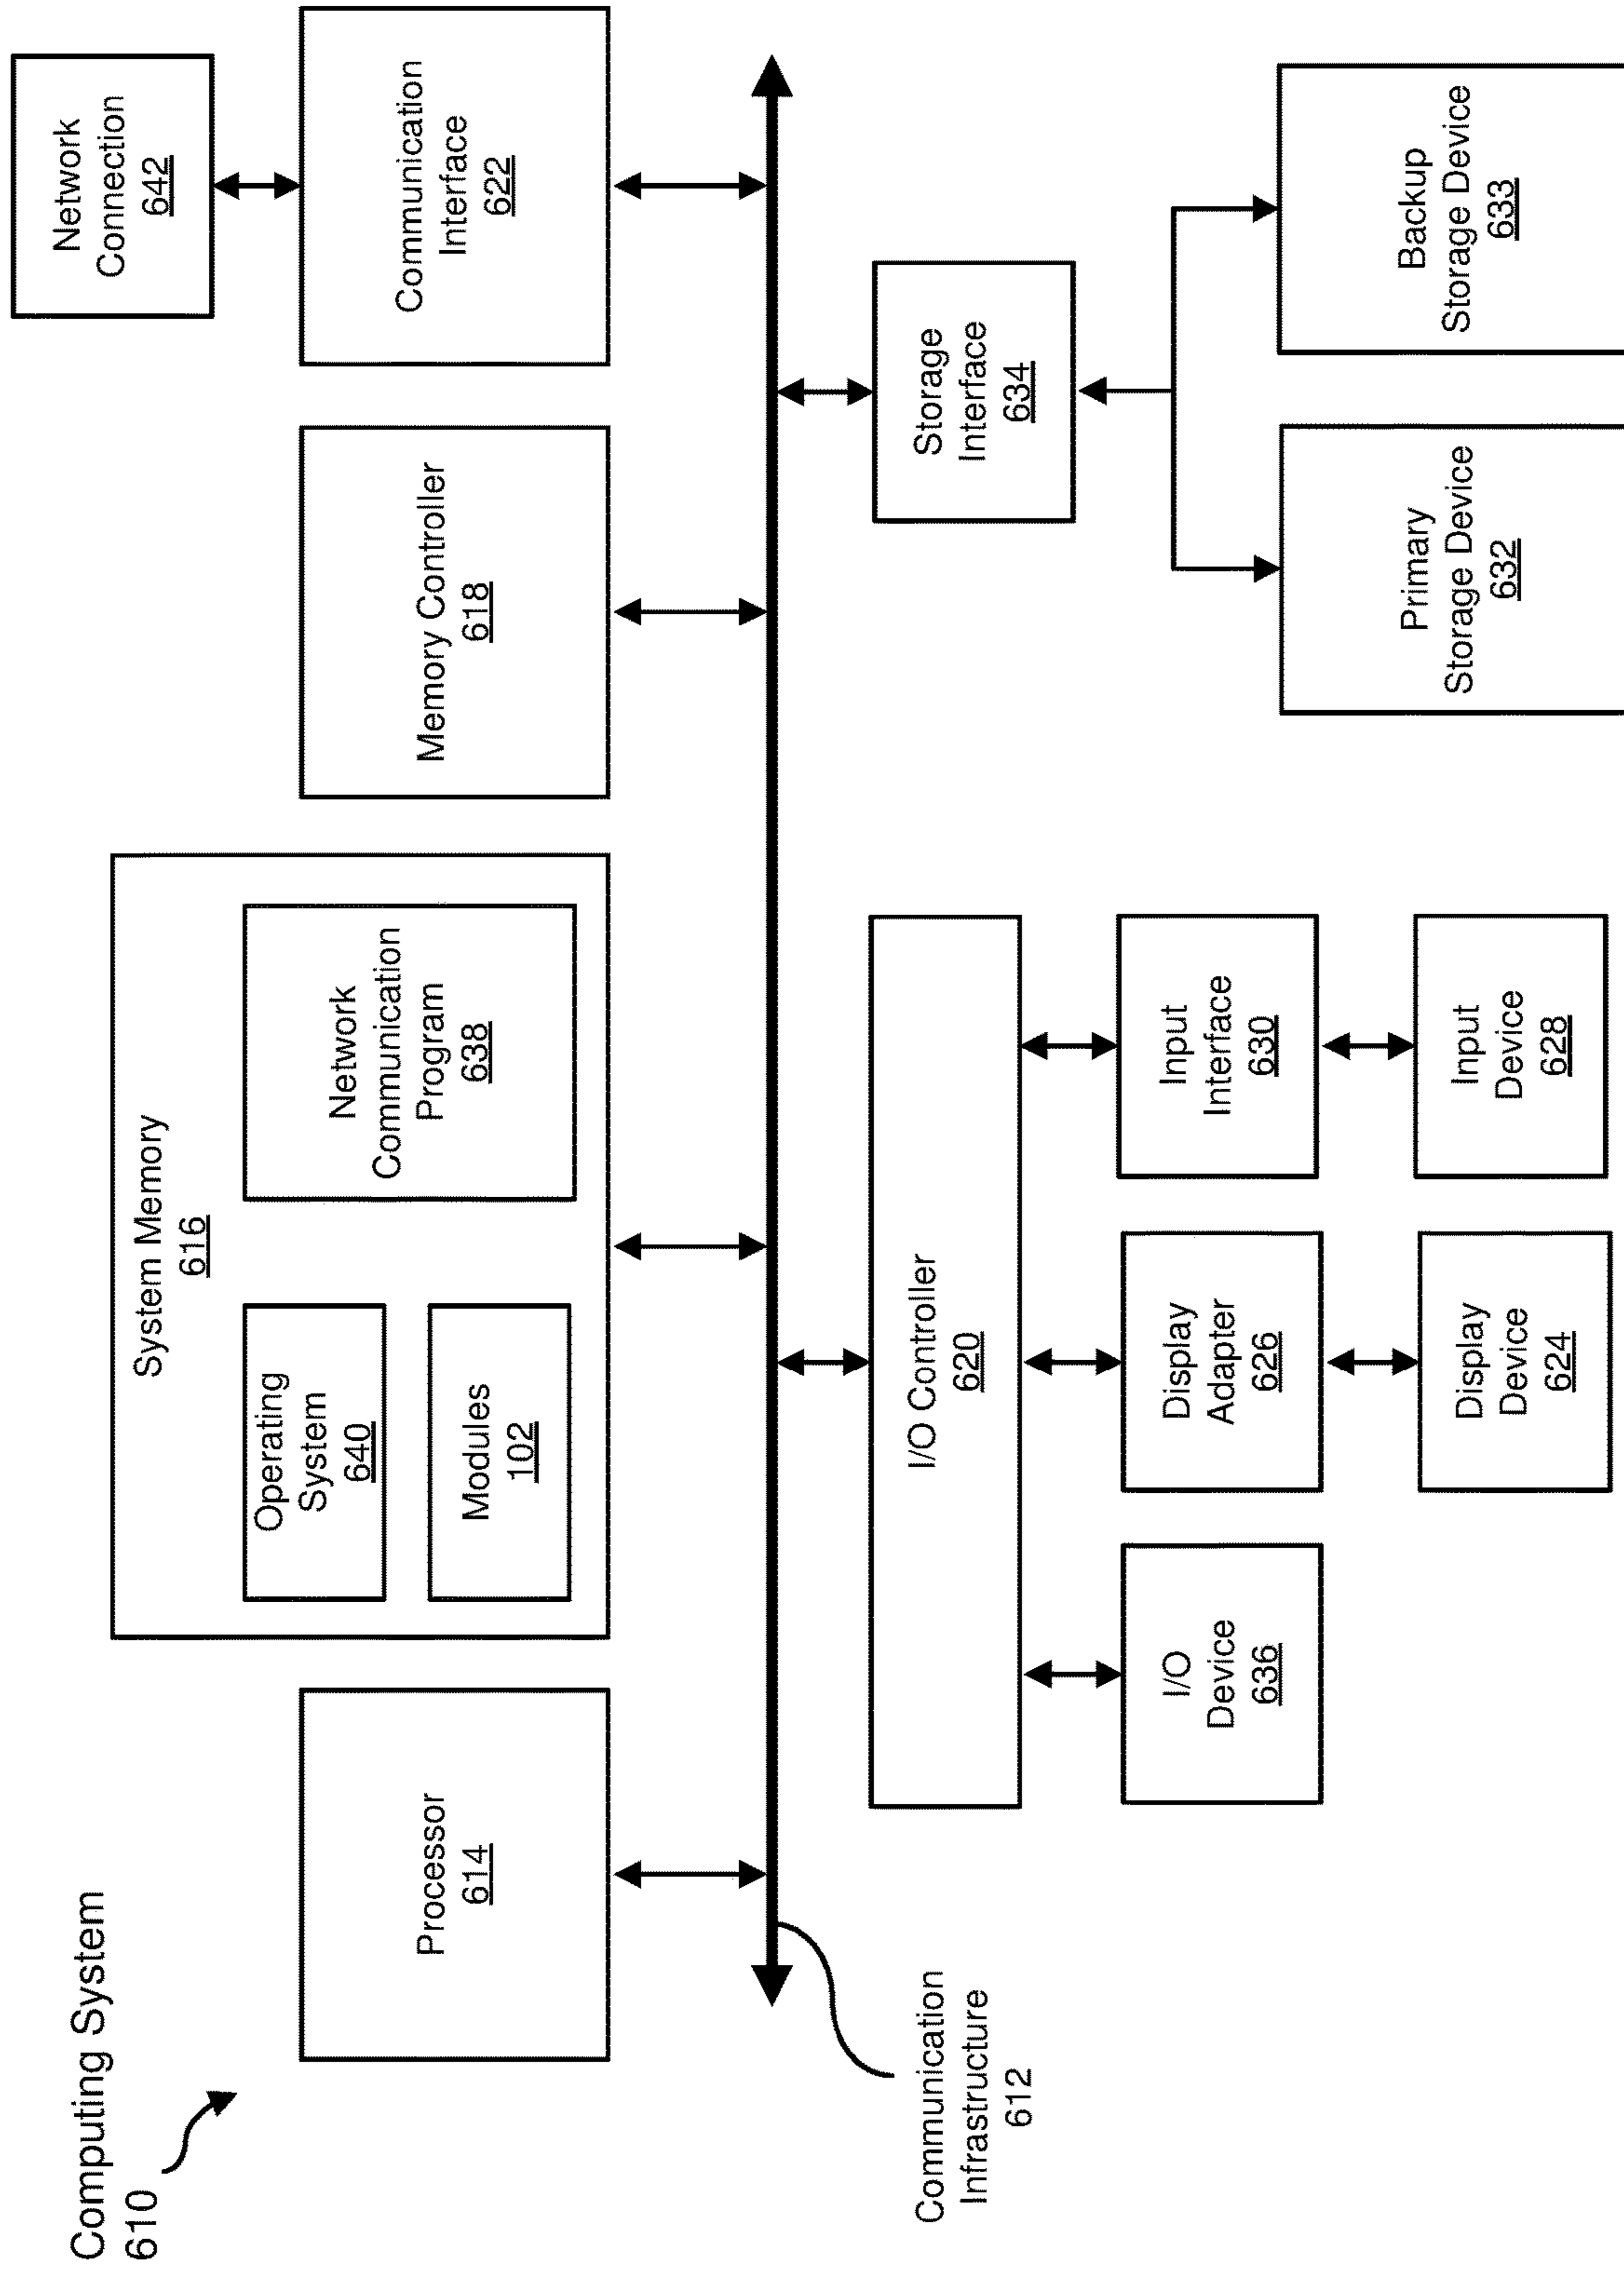 Computing System
610
Processor
614
System Memory
616
Operating
System
640
Modules
102
Network
Communication
Program
638
Memory Controller
618
Network
Connection
642
Communication
Interface
622
Communication
Infrastructure
612
I/O Controller
620
I/O
Device
636
Display
Adapter
626
Input
Interface
630
Display
Device
624
Input
Device
628
Storage
Interface
634
Primary
Storage Device
632
Backup
Storage Device
633